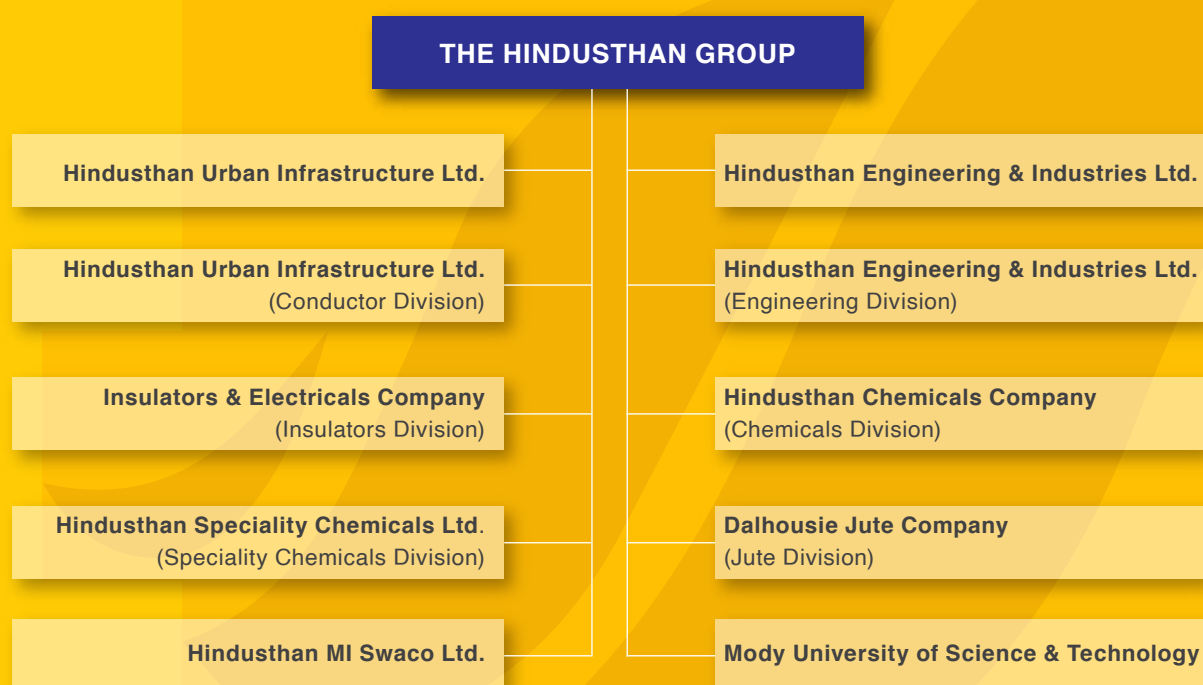 THE HINDUSTHAN GROUP
Hindusthan Urban Infrastructure Ltd.
Hindusthan Urban Infrastructure Ltd.
(Conductor Division)
Insulators & Electricals Company
(Insulators Division)
Hindusthan Speciality Chemicals Ltd.
(Speciality Chemicals Division)
Hindusthan MI Swaco Ltd.
Hindusthan Engineering & Industries Ltd.
Hindusthan Engineering & Industries Ltd.
(Engineering Division)
Hindusthan Chemicals Company
(Chemicals Division)
Dalhousie Jute Company
(Jute Division)
Mody University of Science & Technology